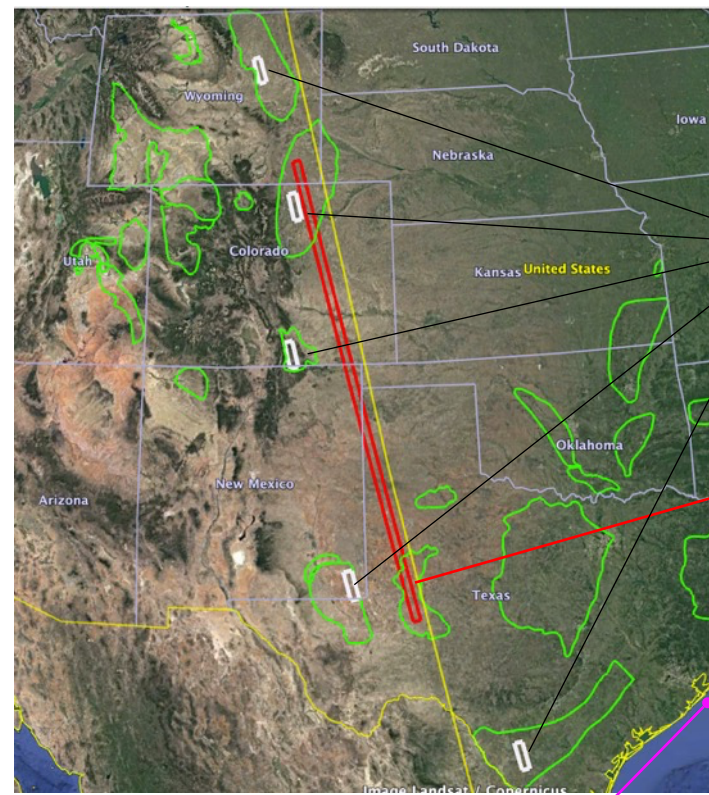 South Dakota
Wyoming
Iowa
Nebraska
Colorado
Utah
Kansas United States
Oklahoma
New Mexico
Arizona
Texas
Image Landsat / Copernicus